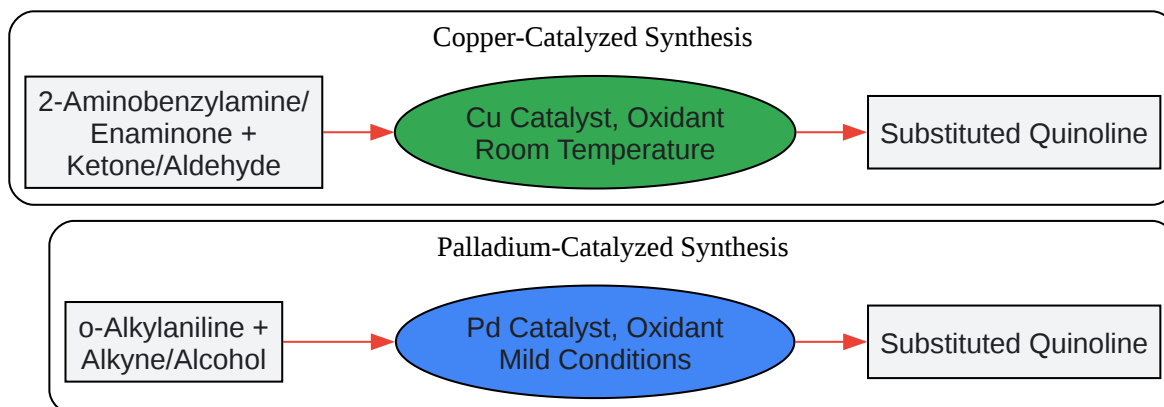 Copper-Catalyzed Synthesis
2-Aminobenzylamine/
Enaminone +
Ketone/Aldehyde
Cu Catalyst, Oxidant
Room Temperature
Substituted Quinoline
Palladium-Catalyzed Synthesis
o-Alkylaniline +
Alkyne/Alcohol
Pd Catalyst, Oxidant
Mild Conditions
Substituted Quinoline